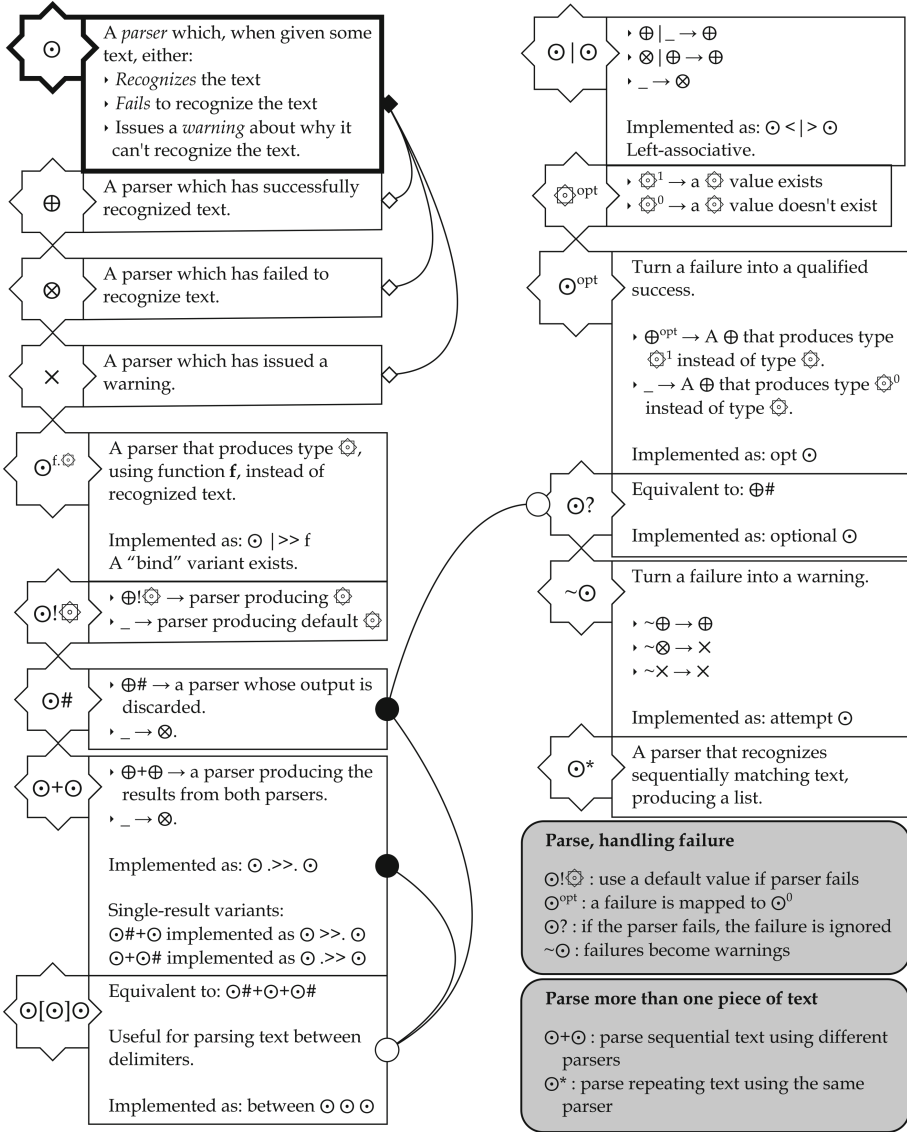 ⊙
A parser which, when given some
text, either:
‣ Recognizes the text
‣ Fails to recognize the text
‣ Issues a warning about why it
can't recognize the text.
⊕
A parser which has successfully
recognized text.
⊗
A parser which has failed to
recognize text.
×
A parser which has issued a
warning.
⊙f.۞
A parser that produces type ۞,
using function f, instead of
recognized text.
Implemented as: ⊙ |>> f
A “bind” variant exists.
⊙!۞
‣ ⊕!۞ → parser producing ۞
‣ _ → parser producing default ۞
⊙#
‣ ⊕# → a parser whose output is
discarded.
‣ _ → ⊗.
⊙+⊙
‣ ⊕+⊕ → a parser producing the
results from both parsers.
‣ _ → ⊗.
Implemented as: ⊙ .>>. ⊙
Single-result variants:
⊙#+⊙ implemented as ⊙ >>. ⊙
⊙+⊙# implemented as ⊙ .>> ⊙
⊙[⊙]⊙
Equivalent to: ⊙#+⊙+⊙#
Useful for parsing text between
delimiters.
Implemented as: between ⊙ ⊙ ⊙
⊙|⊙
‣ ⊕|_ → ⊕
‣ ⊗|⊕ → ⊕
‣ _ → ⊗
Implemented as: ⊙ <|> ⊙
Left-associative.
۞opt
‣ ۞¹ → a ۞ value exists
‣ ۞⁰ → a ۞ value doesn't exist
⊙opt
Turn a failure into a qualified
success.
‣ ⊕opt → A ⊕ that produces type
۞¹ instead of type ۞.
‣ _ → A ⊕ that produces type ۞⁰
instead of type ۞.
Implemented as: opt ⊙
⊙?
Equivalent to: ⊕#
Implemented as: optional ⊙
~⊙
Turn a failure into a warning.
‣ ~⊕ → ⊕
‣ ~⊗ → ×
‣ ~× → ×
Implemented as: attempt ⊙
⊙*
A parser that recognizes
sequentially matching text,
producing a list.
Parse, handling failure
⊙!۞ : use a default value if parser fails
⊙opt : a failure is mapped to ⊙⁰
⊙? : if the parser fails, the failure is ignored
~⊙ : failures become warnings
Parse more than one piece of text
⊙+⊙ : parse sequential text using different
parsers
⊙* : parse repeating text using the same
parser